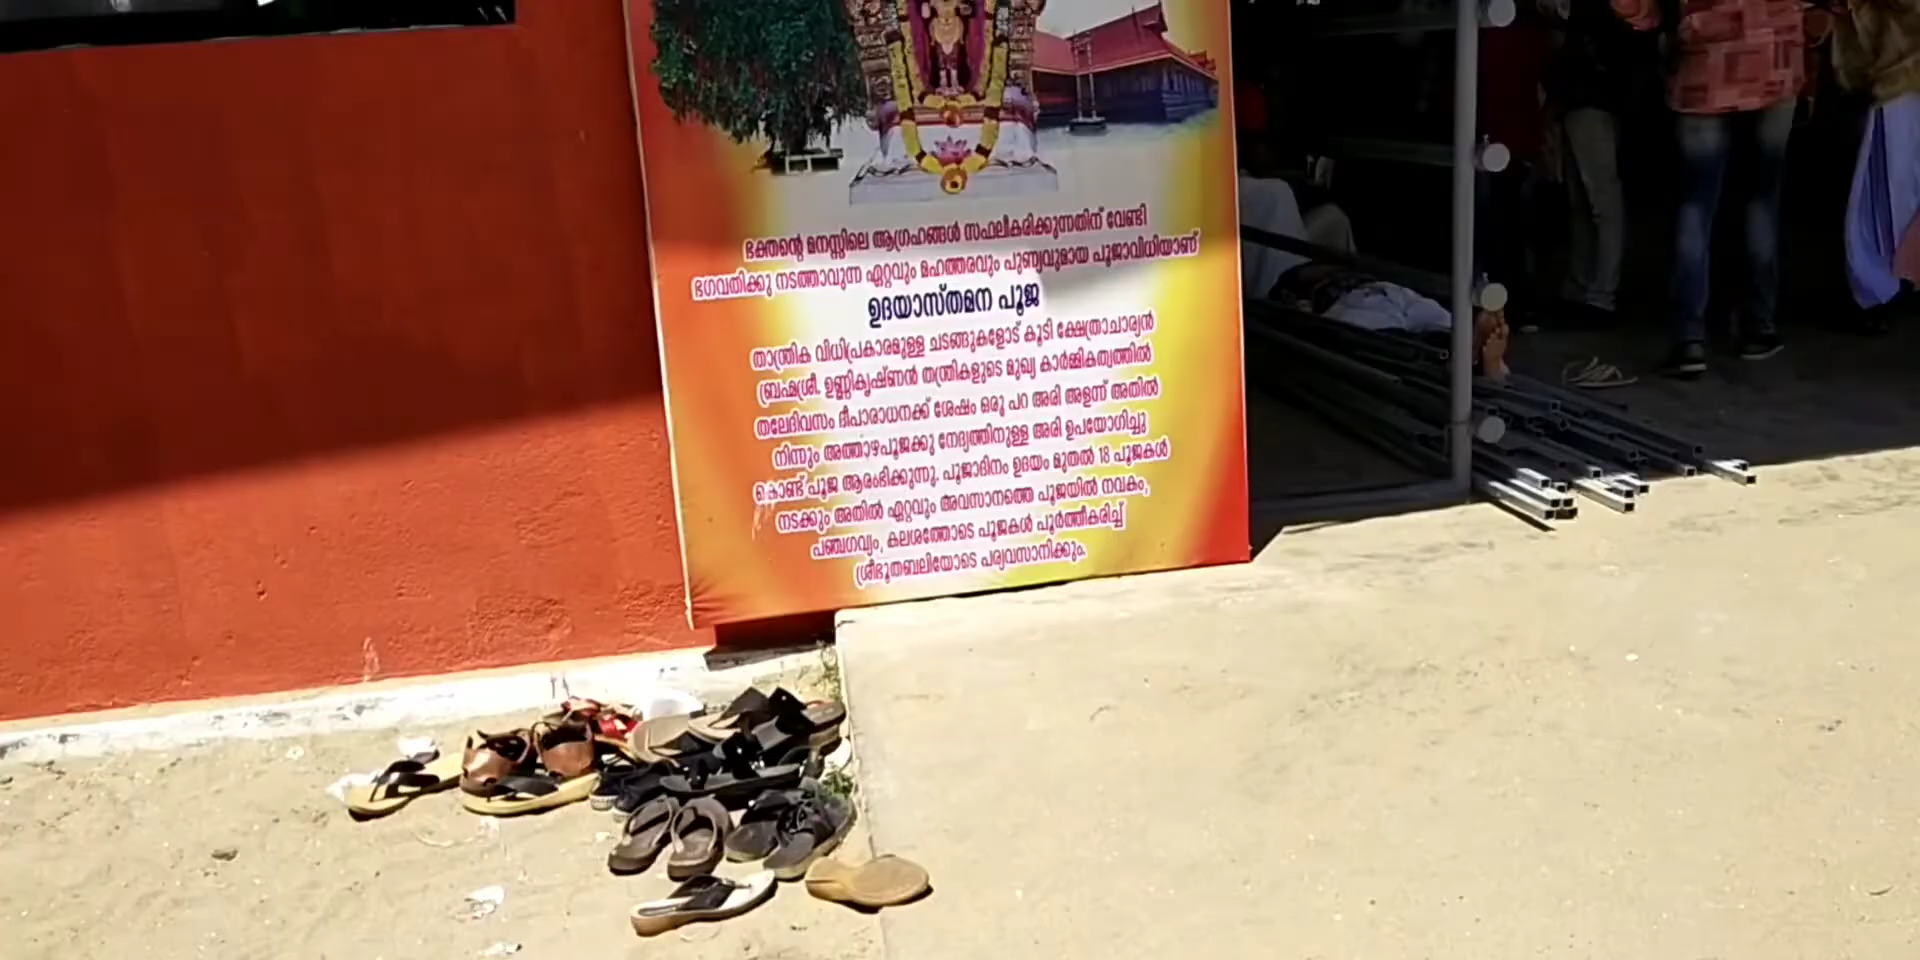 ഭക്തന്റെ മനസ്സിലെ ആഗ്രഹങ്ങൾ സഫലീകരിക്കുന്നതിന് വേണ്ടി
ഭഗവതിക്കു നടത്താവുന്ന ഏറ്റവും മഹത്തരവും പുണ്യവുമായ പൂജാവിധിയാണ്
ഉദയാസ്തമന പൂജ
താന്ത്രിക വിധിപ്രകാരമുള്ള ചടങ്ങുകളോട് കൂടി ക്ഷേത്രാചാര്യൻ
ബ്രഹ്മശ്രീ. ഉണ്ണികൃഷ്ണൻ തന്ത്രികളുടെ മുഖ്യ കാർമ്മികത്വത്തിൽ
തലേദിവസം ദീപാരാധനക്ക് ശേഷം ഒരു പറ അരി അളന്ന് അതിൽ
നിന്നും അത്താഴപൂജക്കു നേദ്യത്തിനുള്ള അരി ഉപയോഗിച്ചു
കൊണ്ട് പൂജ ആരംഭിക്കുന്നു. പൂജാദിനം ഉദയം മുതൽ 18 പൂജകൾ
നടക്കും അതിൽ ഏറ്റവും അവസാനത്തെ പൂജയിൽ നവകം,
പഞ്ചഗവ്യം, കലശത്തോടെ പൂജകൾ പൂർത്തീകരിച്ച്
ശ്രീഭൂതബലിയോടെ പര്യവസാനിക്കും.